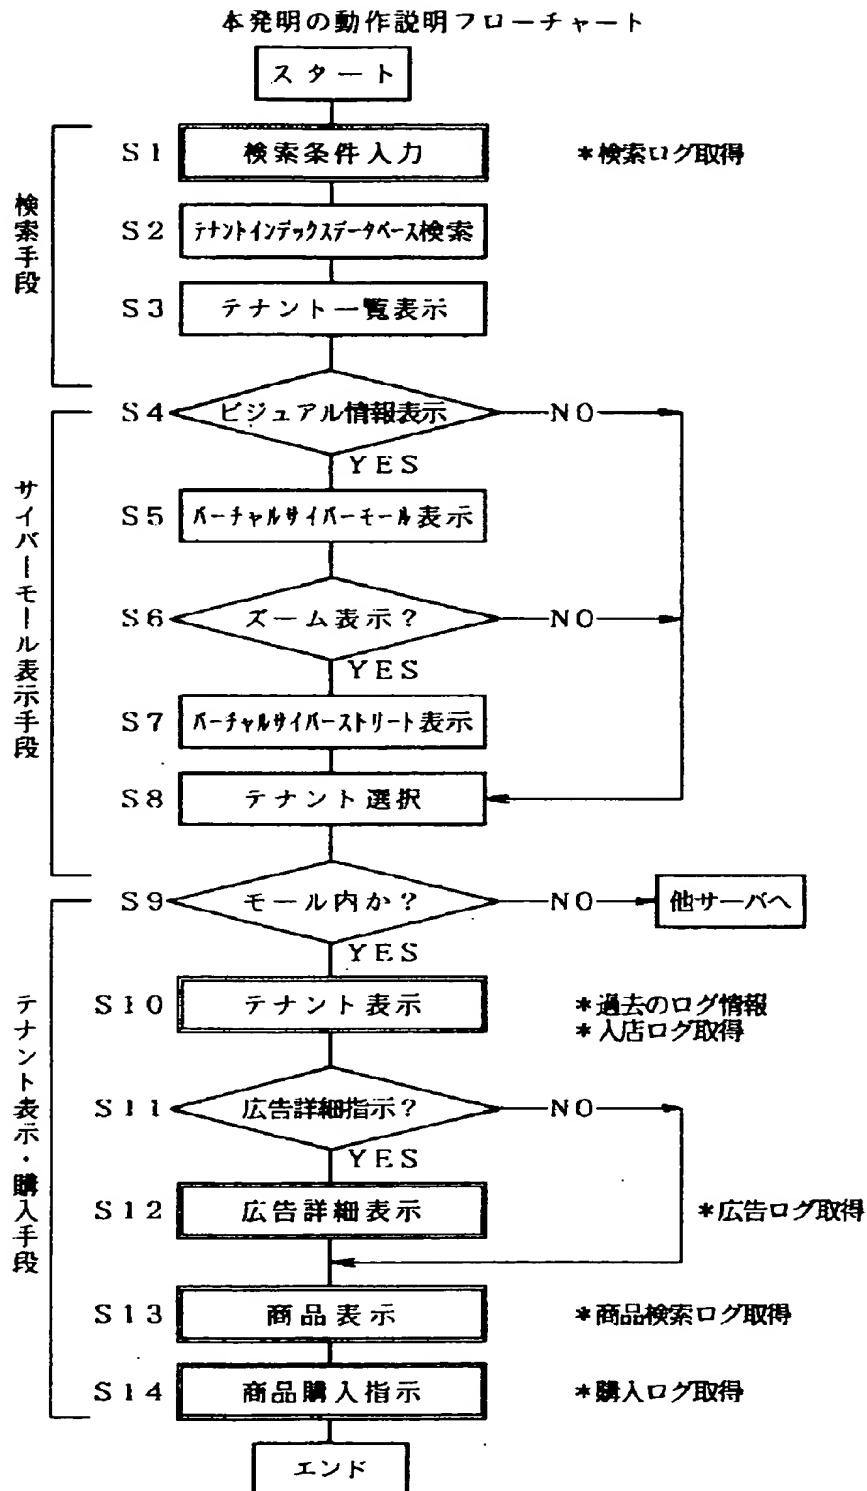 本発明の動作説明フローチャート
スタート
検索手段
S1 検索条件入力 *検索ログ取得
S2 テナントインデックスデータベース検索
S3 テナント一覧表示
サイバーモール表示手段
S4 ビジュアル情報表示 NO
YES
S5 バーチャルサイバーモール表示
S6 ズーム表示? NO
YES
S7 バーチャルサイバーストリート表示
S8 テナント選択
テナント表示・購入手段
S9 モール内か? NO 他サーバへ
YES
S10 テナント表示 *過去のログ情報
*入店ログ取得
S11 広告詳細指示? NO
YES
S12 広告詳細表示 *広告ログ取得
S13 商品表示 *商品検索ログ取得
S14 商品購入指示 *購入ログ取得
エンド